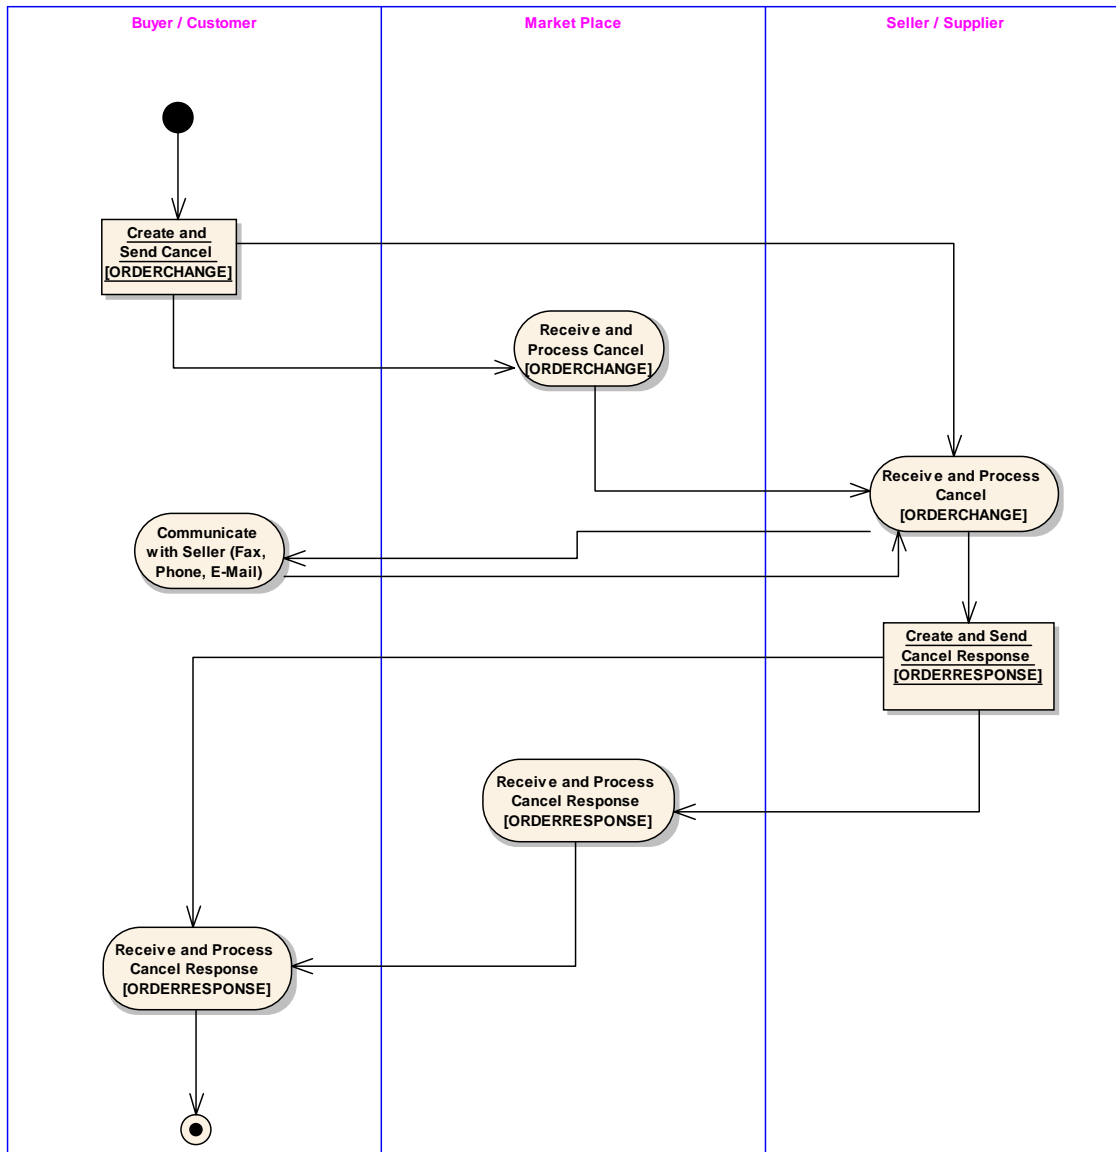 Buyer / Customer
Market Place
Seller / Supplier
Create and
Send Cancel
[ORDERCHANGE]
Receive and
Process Cancel
[ORDERCHANGE]
Receive and Process
Cancel
[ORDERCHANGE]
Communicate
with Seller (Fax,
Phone, E-Mail)
Create and Send
Cancel Response
[ORDERRESPONSE]
Receive and Process
Cancel Response
[ORDERRESPONSE]
Receive and Process
Cancel Response
[ORDERRESPONSE]